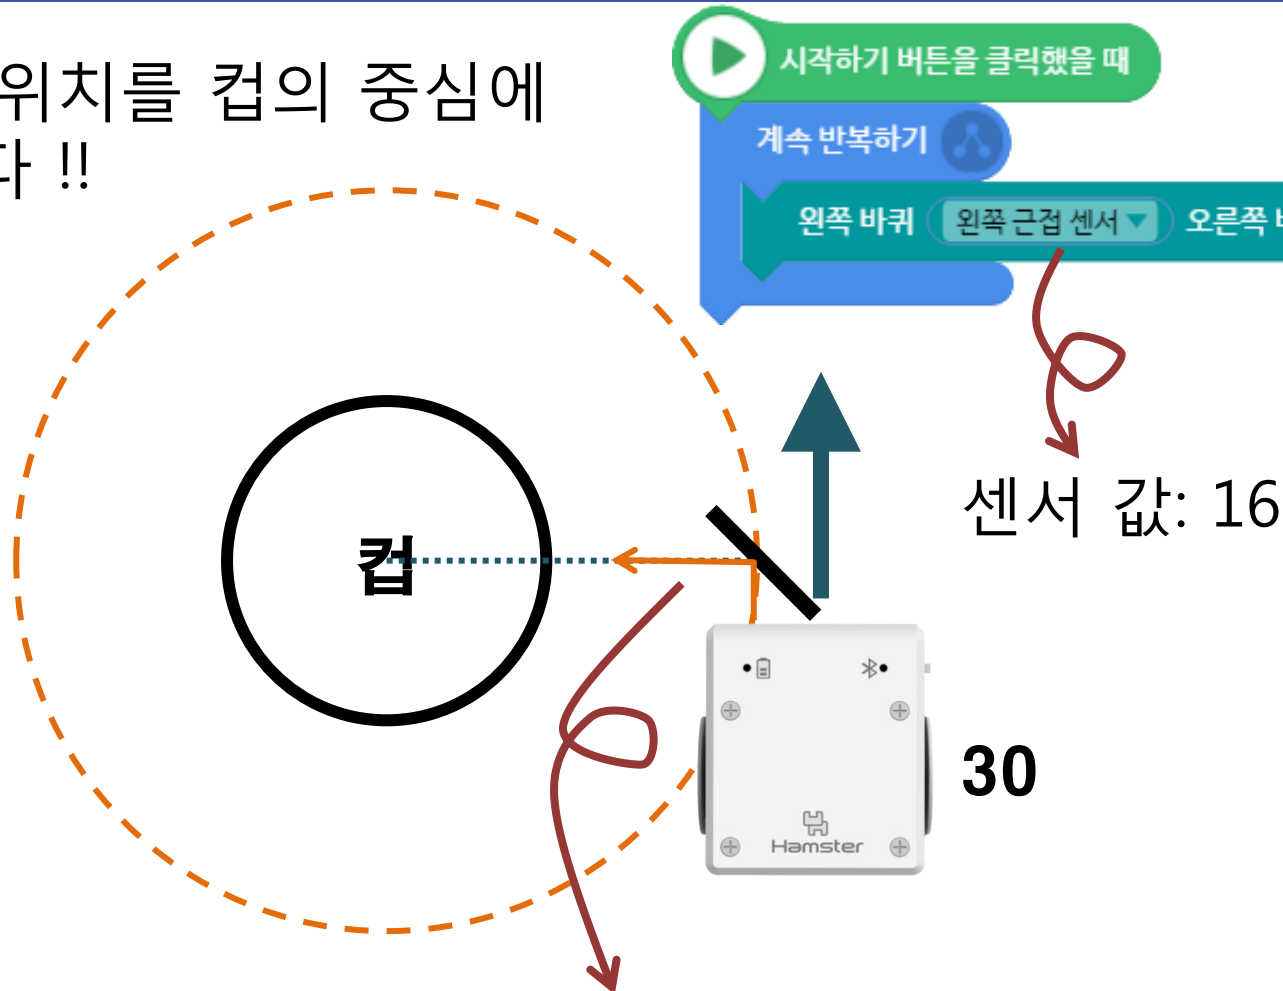 위치를 컵의 중심에
다 !!
시작하기 버튼을 클릭했을 때
계속 반복하기
왼쪽 바퀴 왼쪽 근접 센서 오른쪽
센서 값: 16
컵
30
Hamster